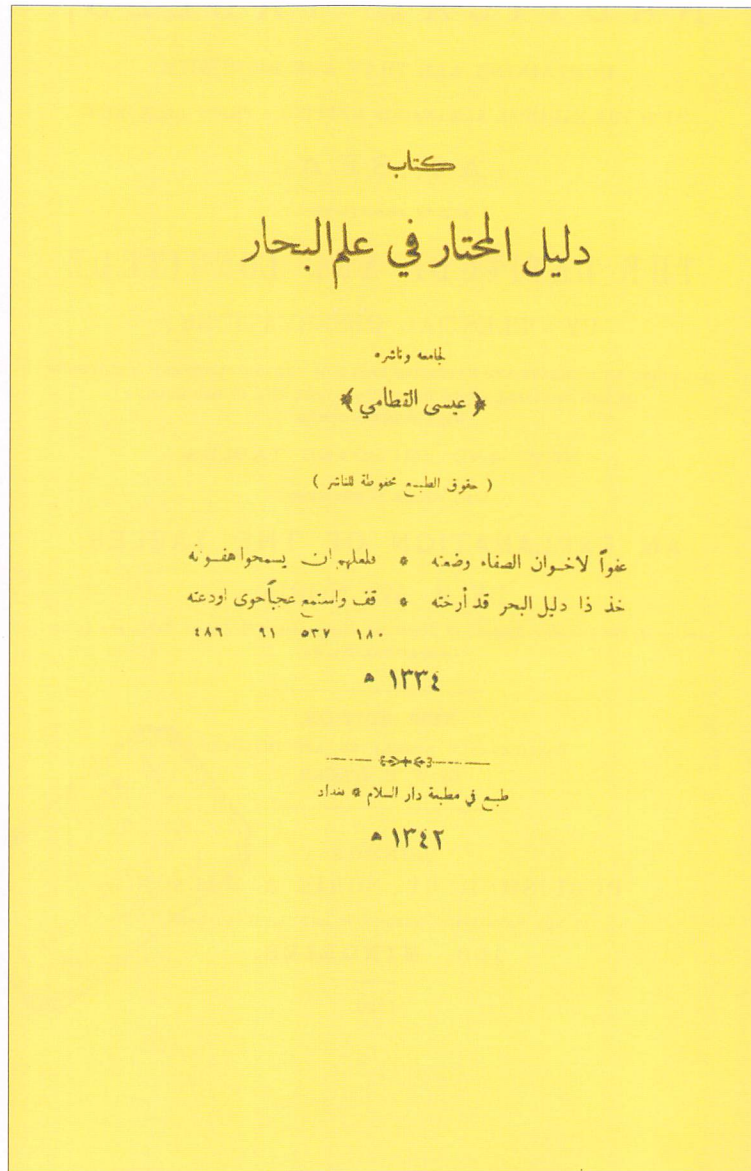 كتاب
دليل المحتار في علم البحار
لجامعه وناشره
﴿ عيسى القطامي ﴾
( حقوق الطبع محفوظة للناشر )
عفواً لاخوان الصفاء وضعته * فلعلهم ان يسمحوا هفوته
خذ ذا دليل البحر قد أرخته * قف واستمع عجباً حوى اودعته
١٨٠ ٥٣٧ ٩١ ٤٨٦
١٣٣٤ ھ
طبع في مطبعة دار السلام * بغداد
١٣٤٢ ھ